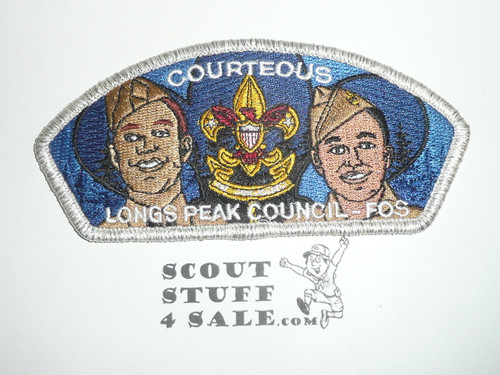 COURTEOUS
LONGS PEAK COUNCIL - FOS
SCOUT
STUFF
4 SALE.COM